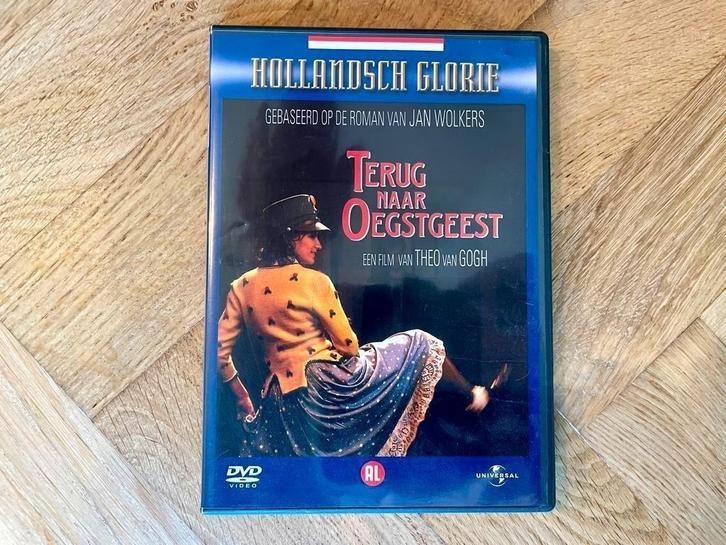 HOLLANDSCH GLORIE
GEBASEERD OP DE ROMAN VAN JAN WOLKERS
TERUG
NAAR
OEGSTGEEST
EEN FILM VAN THEO VAN GOGH
DVD
VIDEO
AL
UNIVERSAL